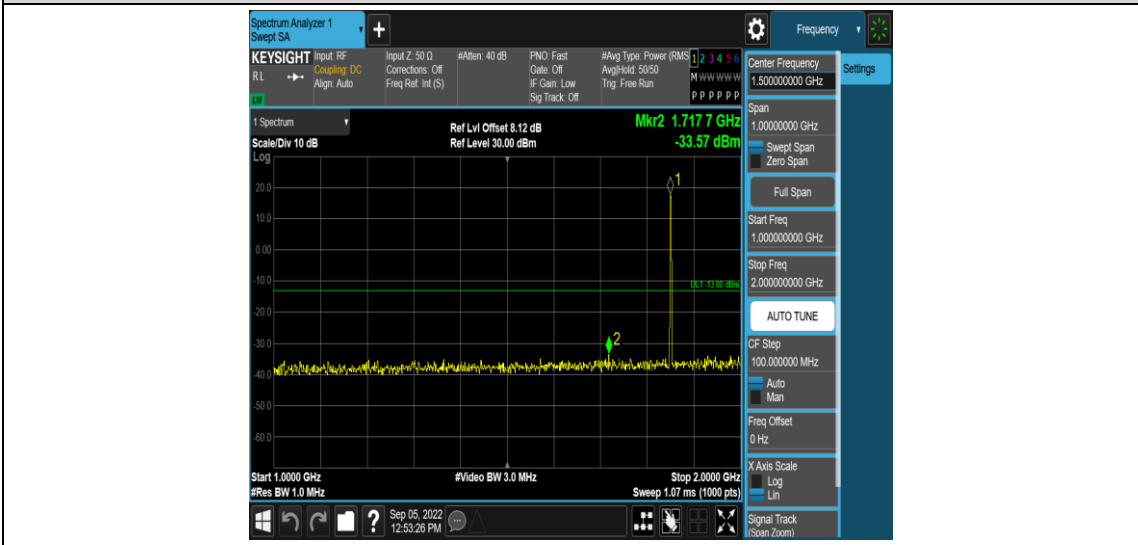 Spectrum Analyzer 1
Swept SA
+
Frequency
KEYSIGHT
RL
LXI
Input: RF
Coupling: DC
Align: Auto
Input Z: 50 Ω
Corrections: Off
Freq Ref: Int (S)
#Atten: 40 dB
PNO: Fast
Gate: Off
IF Gain: Low
Sig Track: Off
#Avg Type: Power (RMS
Avg|Hold: 50/50
Trig: Free Run
1 2 3 4 5 6
M W W W W W
P P P P P P
1 Spectrum
Scale/Div 10 dB
Log
Ref Lvl Offset 8.12 dB
Ref Level 30.00 dBm
Mkr2 1.717 7 GHz
-33.57 dBm
1
20.0
10.0
0.00
-10.0
DL1 -13.00 dBm
-20.0
-30.0
2
-40.0
-50.0
-60.0
Start 1.0000 GHz
#Res BW 1.0 MHz
#Video BW 3.0 MHz
Stop 2.0000 GHz
Sweep 1.07 ms (1000 pts)
Center Frequency
1.500000000 GHz
Settings
Span
1.00000000 GHz
Swept Span
Zero Span
Full Span
Start Freq
1.000000000 GHz
Stop Freq
2.000000000 GHz
AUTO TUNE
CF Step
100.000000 MHz
Auto
Man
Freq Offset
0 Hz
X Axis Scale
Log
Lin
Signal Track
(Span Zoom)
?
Sep 05, 2022
12:53:26 PM